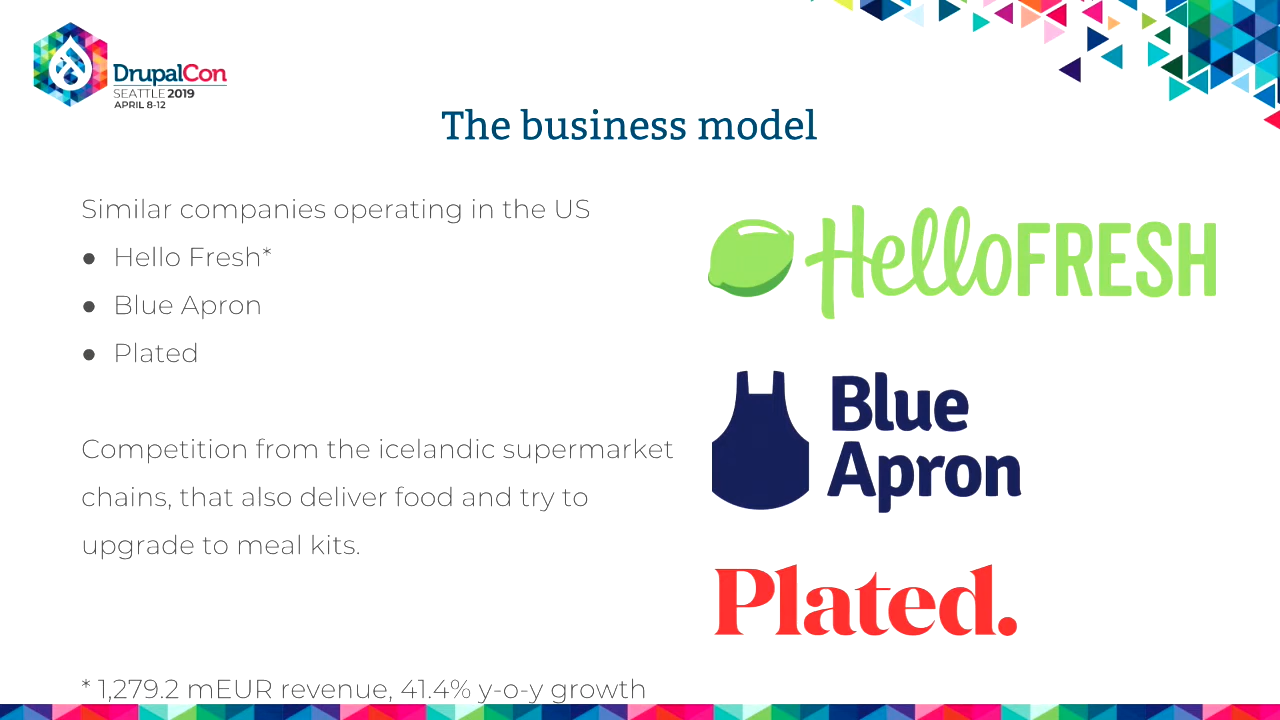 DrupalCon
SEATTLE 2019
APRIL 8-12
The business model
Similar companies operating in the US
● Hello Fresh*
● Blue Apron
● Plated
Competition from the icelandic supermarket
chains, that also deliver food and try to
upgrade to meal kits.
* 1,279.2 mEUR revenue, 41.4% y-o-y growth
HelloFRESH
Blue
Apron
Plated.